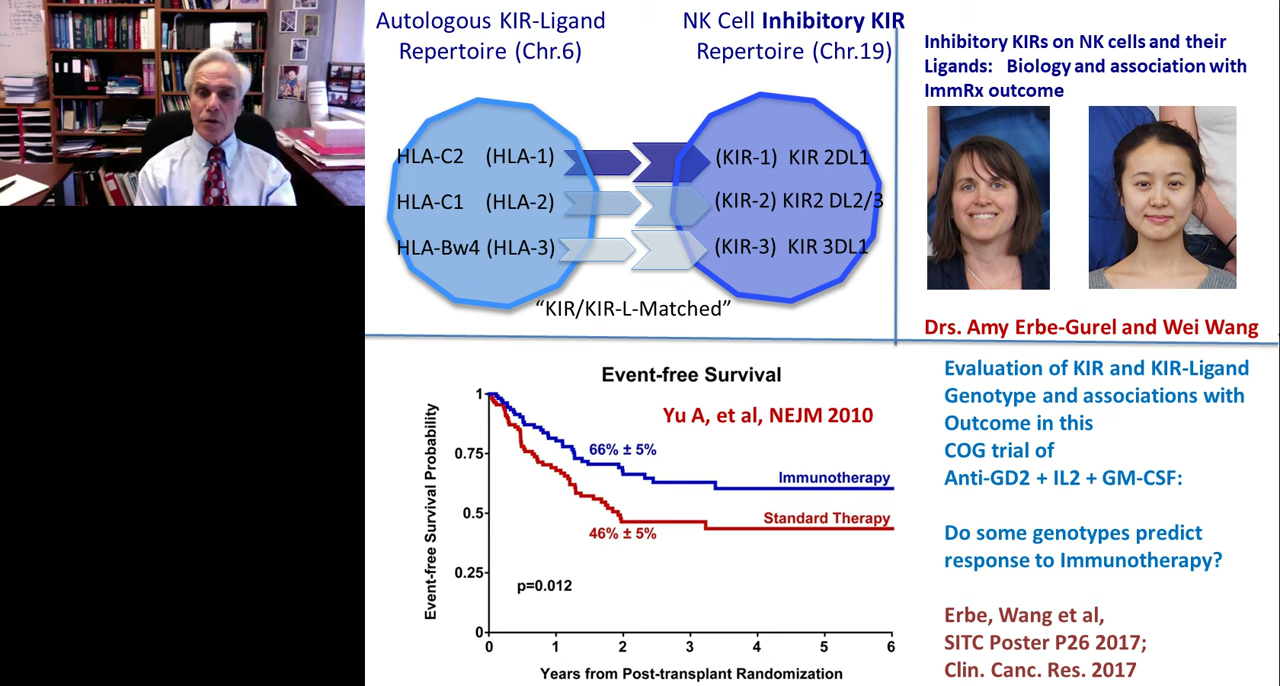 Autologous KIR-Ligand
Repertoire (Chr.6)
NK Cell Inhibitory KIR
Repertoire (Chr.19)
HLA-C2 (HLA-1)
(KIR-1) KIR 2DL1
HLA-C1 (HLA-2)
(KIR-2) KIR2 DL2/3
HLA-Bw4 (HLA-3)
(KIR-3) KIR 3DL1
“KIR/KIR-L-Matched”
Inhibitory KIRs on NK cells and their
Ligands: Biology and association with
ImmRx outcome
Drs. Amy Erbe-Gurel and Wei Wang
Event-free Survival
Yu A, et al, NEJM 2010
Event-free Survival Probability
1
0.75
0.5
0.25
0
66% ± 5%
Immunotherapy
Standard Therapy
46% ± 5%
p=0.012
0 1 2 3 4 5 6
Years from Post-transplant Randomization
Evaluation of KIR and KIR-Ligand
Genotype and associations with
Outcome in this
COG trial of
Anti-GD2 + IL2 + GM-CSF:
Do some genotypes predict
response to Immunotherapy?
Erbe, Wang et al,
SITC Poster P26 2017;
Clin. Canc. Res. 2017